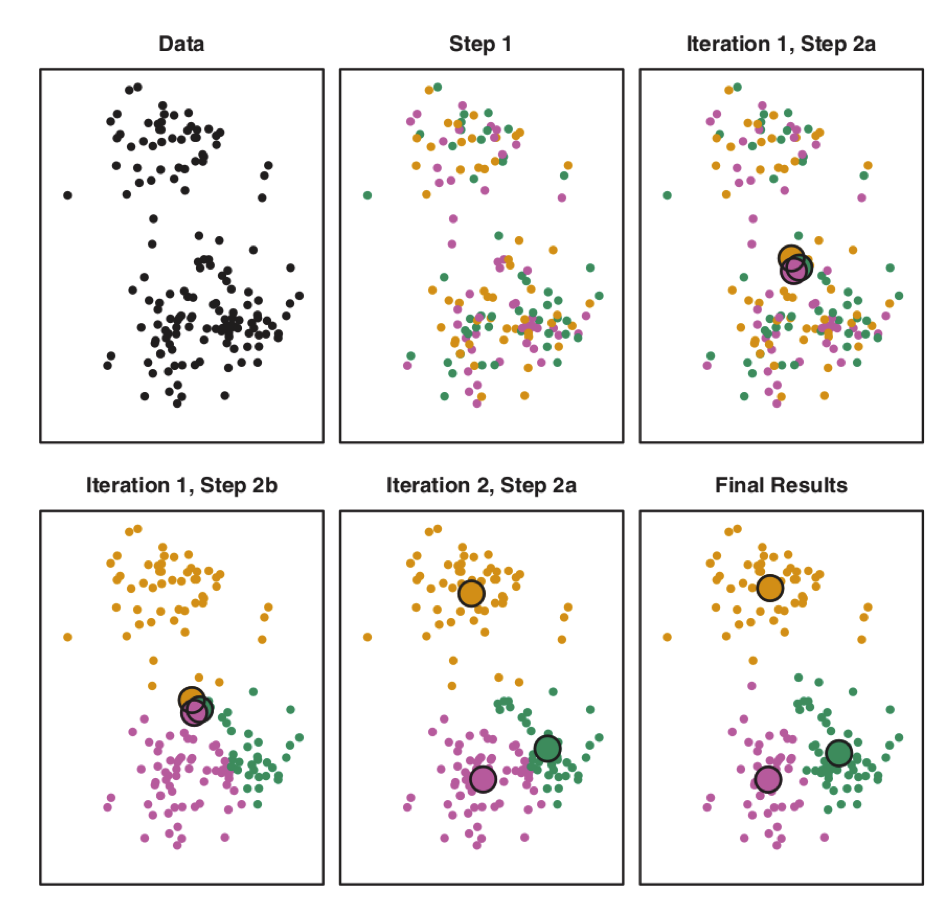 Data
Step 1
Iteration 1, Step 2a
Iteration 1, Step 2b
Iteration 2, Step 2a
Final Results